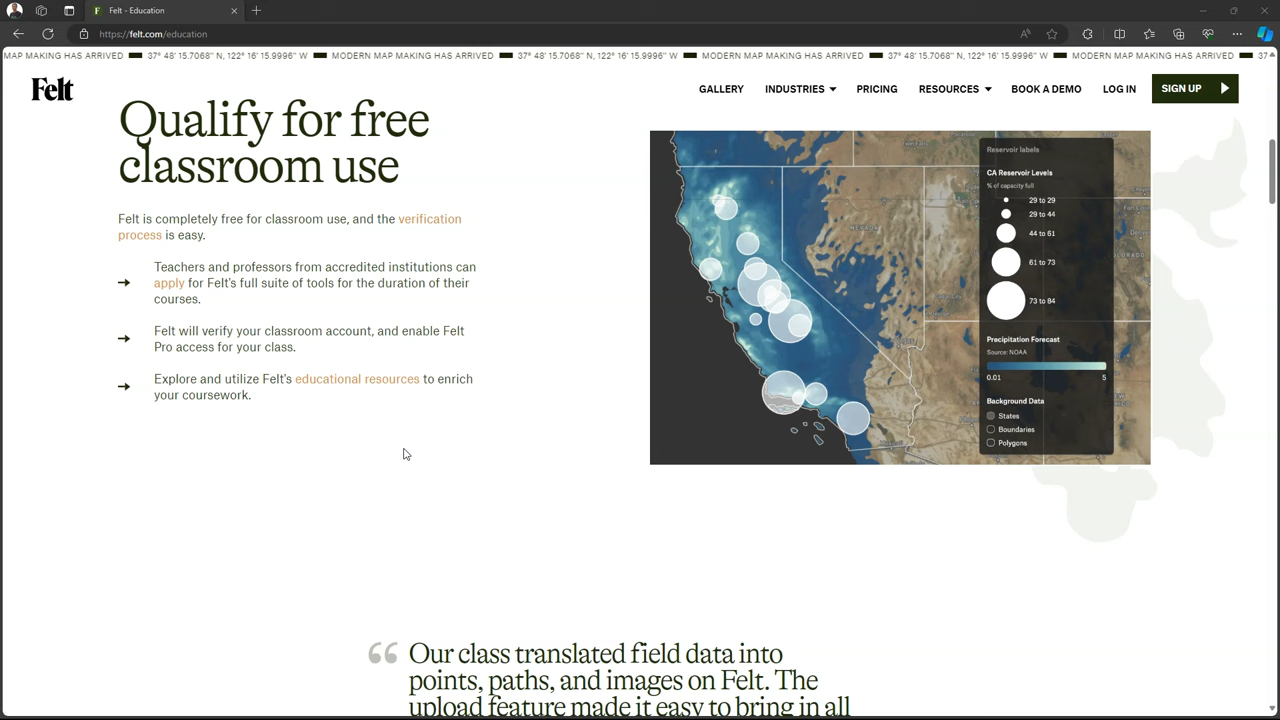 Felt - Education
https://felt.com/education
MAP MAKING HAS ARRIVED 37° 48' 15.7068" N, 122° 16' 15.9996" W MODERN MAP MAKING HAS ARRIVED 37° 48' 15.7068" N, 122° 16' 15.9996" W MODERN MAP MAKING HAS ARRIVED 37° 48' 15.7068" N, 122° 16' 15.9996" W MODERN MAP MAKING HAS ARRIVED 37°
Felt
GALLERY INDUSTRIES PRICING RESOURCES BOOK A DEMO LOG IN SIGN UP
Qualify for free
classroom use
Felt is completely free for classroom use, and the verification
process is easy.
Teachers and professors from accredited institutions can
apply for Felt's full suite of tools for the duration of their
courses.
Felt will verify your classroom account, and enable Felt
Pro access for your class.
Explore and utilize Felt's educational resources to enrich
your coursework.
NEVADA
COLORADO
Reservoir labels
CA Reservoir Levels
% of capacity full
29 to 29
29 to 44
44 to 61
61 to 73
73 to 84
Precipitation Forecast
Source: NOAA
0.01 5
Background Data
States
Boundaries
Polygons
“ Our class translated field data into
points, paths, and images on Felt. The
upload feature made it easy to bring in all